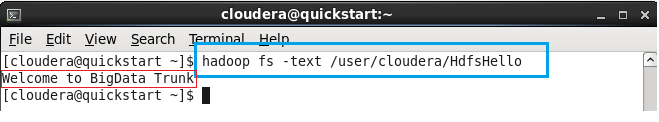 cloudera@quickstart:~
File Edit View Search Terminal Help
[cloudera@quickstart ~]$ hadoop fs -text /user/cloudera/HdfsHello
Welcome to BigData Trunk
[cloudera@quickstart ~]$